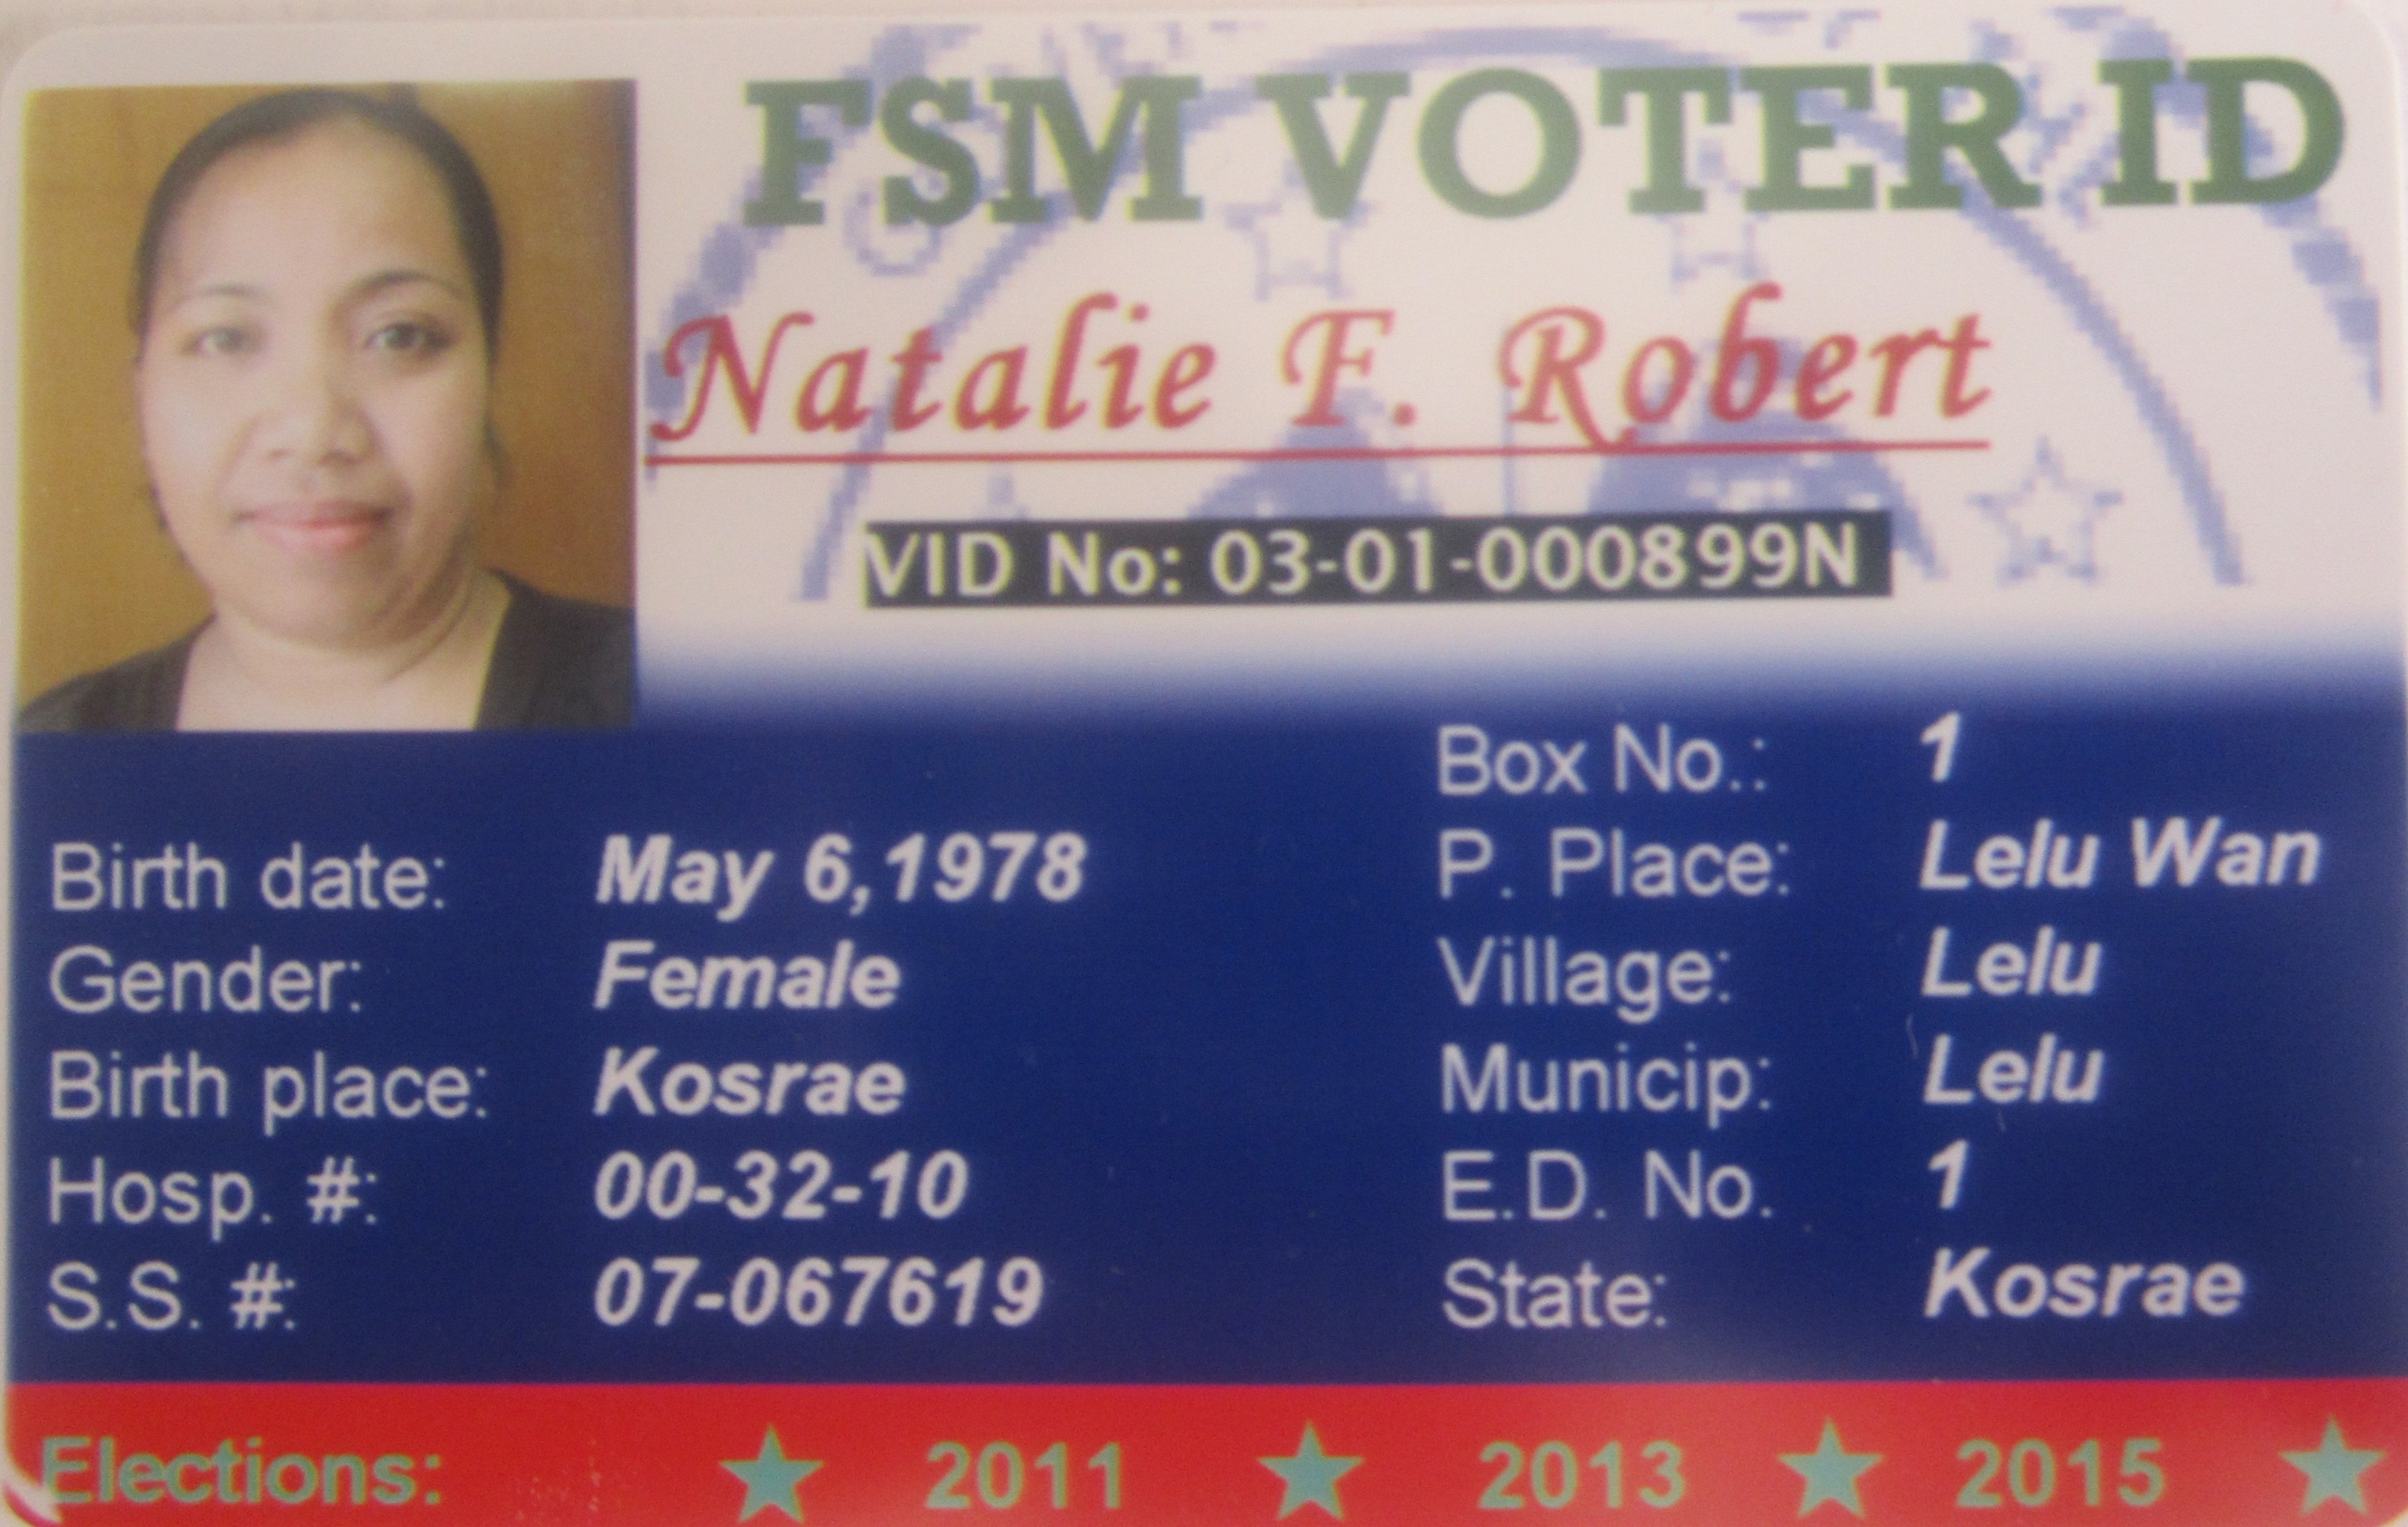 FSM VOTER ID
Natalie F. Robert
VID No: 03-01-000899N
Birth date: May 6,1978
Gender: Female
Birth place: Kosrae
Hosp. #: 00-32-10
S.S. #: 07-067619
Box No.: 1
P. Place: Lelu Wan
Village: Lelu
Municip: Lelu
E.D. No. 1
State: Kosrae
Elections: ★ 2011 ★ 2013 ★ 2015 ★